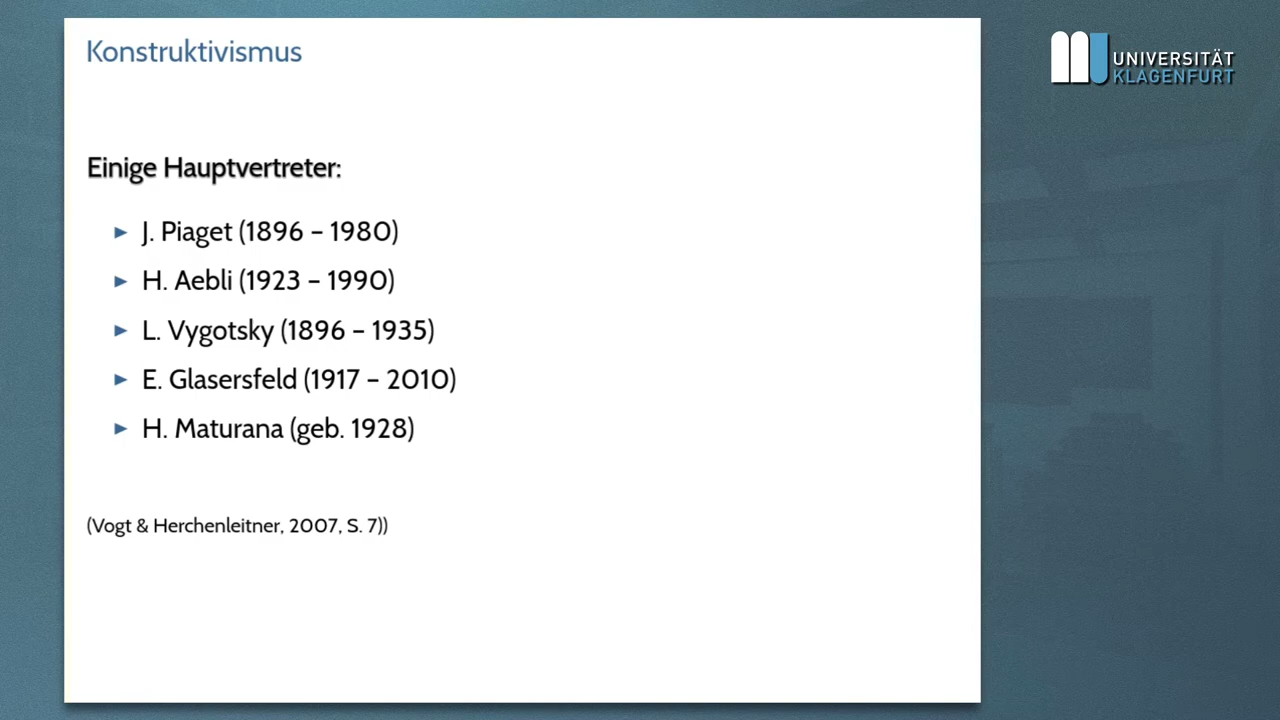 Konstruktivismus
UNIVERSITÄT
KLAGENFURT
Einige Hauptvertreter:
► J. Piaget (1896 – 1980)
► H. Aebli (1923 – 1990)
► L. Vygotsky (1896 – 1935)
► E. Glasersfeld (1917 – 2010)
► H. Maturana (geb. 1928)
(Vogt & Herchenleitner, 2007, S. 7))